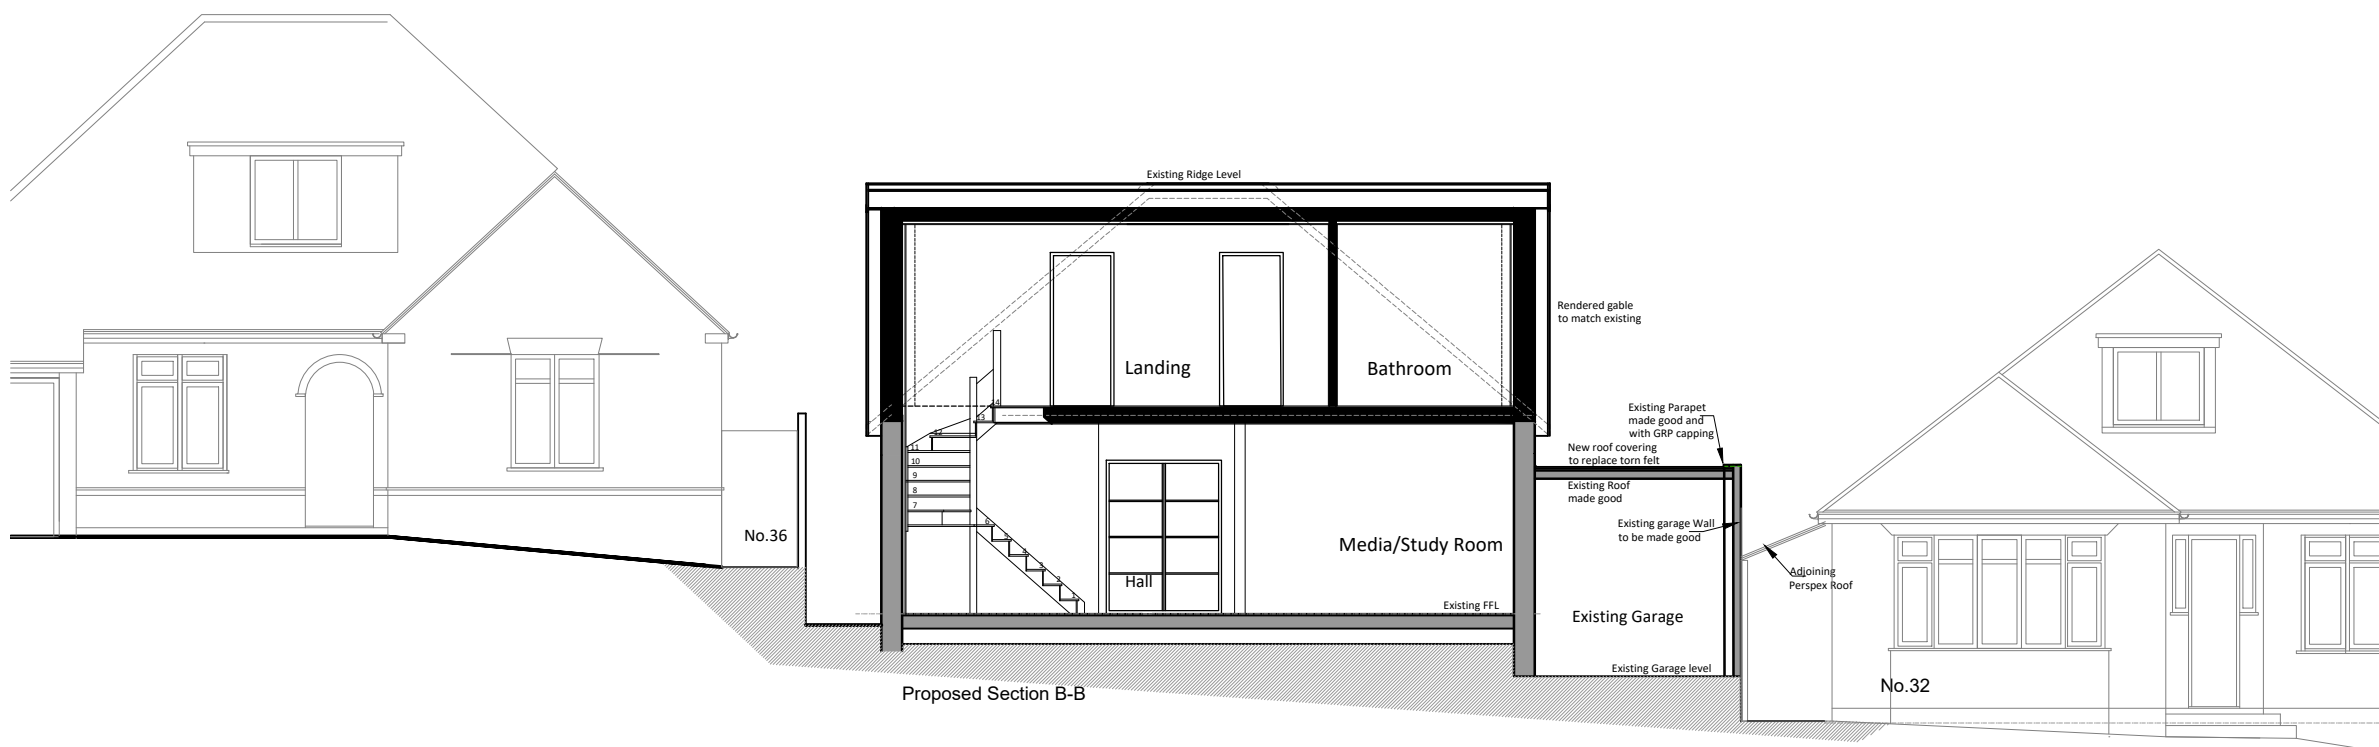 Existing Ridge Level
Rendered gable
to match existing
Landing
Bathroom
14
13
12
11
10
9
8
7
6
5
4
3
2
1
Existing Parapet
made good and
with GRP capping
New roof covering
to replace torn felt
Existing Roof
made good
Existing garage Wall
to be made good
No.36
Media/Study Room
Hall
Adjoining
Perspex Roof
Existing FFL
Existing Garage
Existing Garage level
No.32
Proposed Section B-B